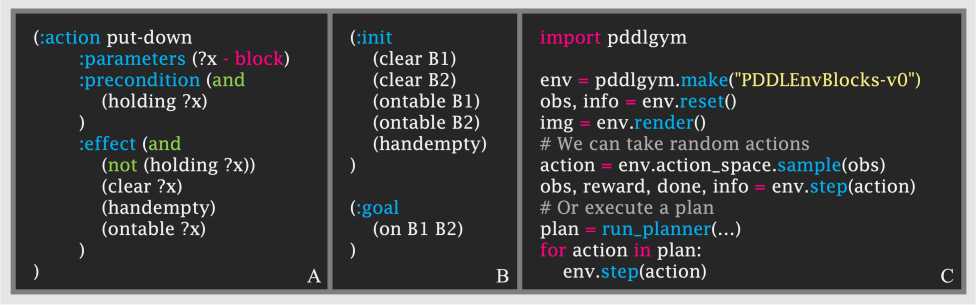 (:action put-down
:parameters (?x - block)
:precondition (and
(holding ?x)
)
:effect (and
(not (holding ?x))
(clear ?x)
(handempty)
(ontable ?x)
)
)
A
(:init
(clear B1)
(clear B2)
(ontable B1)
(ontable B2)
(handempty)
)
(:goal
(on B1 B2)
)
B
import pddlgym
env = pddlgym.make("PDDLEnvBlocks-v0")
obs, info = env.reset()
img = env.render()
# We can take random actions
action = env.action_space.sample(obs)
obs, reward, done, info = env.step(action)
# Or execute a plan
plan = run_planner(...)
for action in plan:
env.step(action)
C